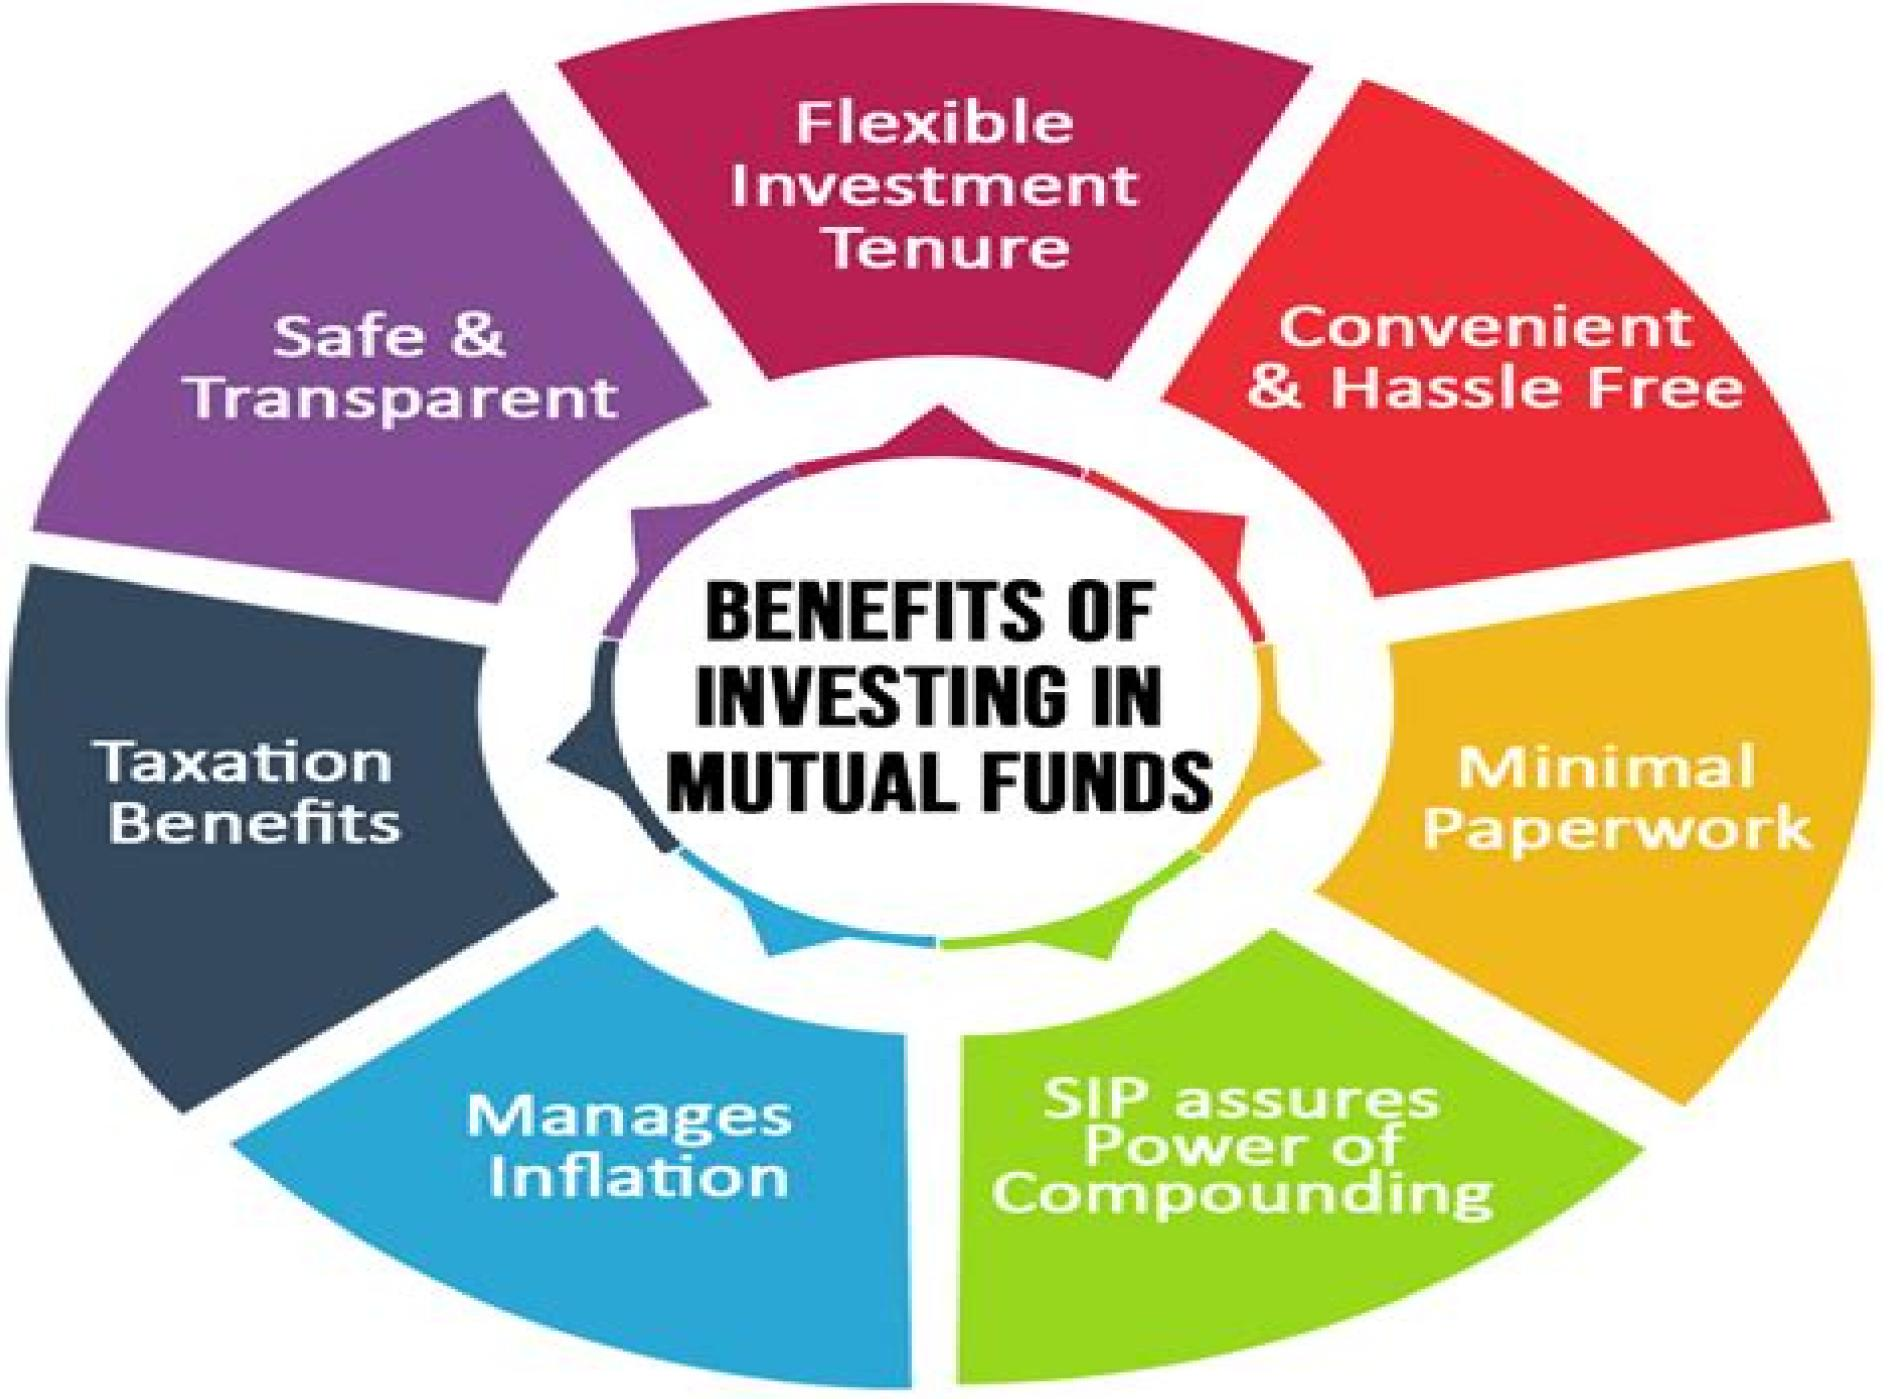 Flexible
Investment
Tenure
Convenient
& Hassle Free
Minimal
Paperwork
SIP assures
Power of
Compounding
Manages
Inflation
Taxation
Benefits
Safe &
Transparent
BENEFITS OF
INVESTING IN
MUTUAL FUNDS